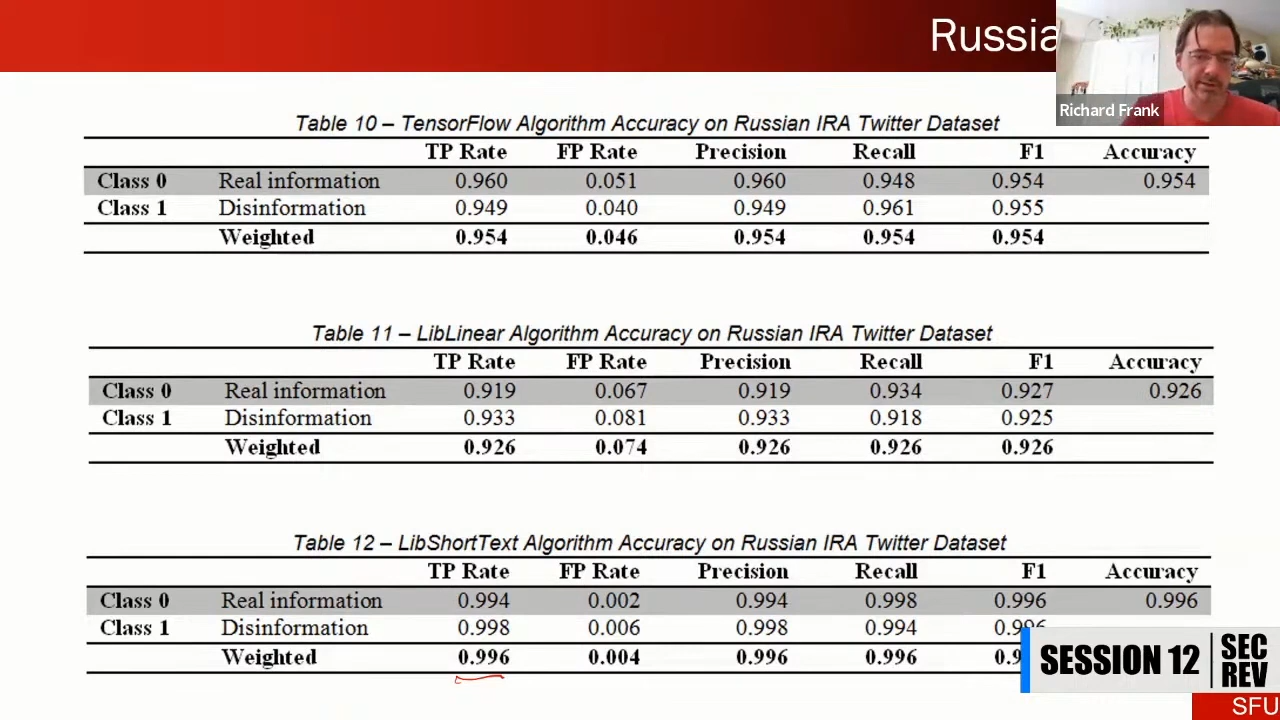 Russia
Richard Frank
Table 10 – TensorFlow Algorithm Accuracy on Russian IRA Twitter Dataset
TP Rate FP Rate Precision Recall F1 Accuracy
Class 0 Real information 0.960 0.051 0.960 0.948 0.954 0.954
Class 1 Disinformation 0.949 0.040 0.949 0.961 0.955
Weighted 0.954 0.046 0.954 0.954 0.954
Table 11 – LibLinear Algorithm Accuracy on Russian IRA Twitter Dataset
TP Rate FP Rate Precision Recall F1 Accuracy
Class 0 Real information 0.919 0.067 0.919 0.934 0.927 0.926
Class 1 Disinformation 0.933 0.081 0.933 0.918 0.925
Weighted 0.926 0.074 0.926 0.926 0.926
Table 12 – LibShortText Algorithm Accuracy on Russian IRA Twitter Dataset
TP Rate FP Rate Precision Recall F1 Accuracy
Class 0 Real information 0.994 0.002 0.994 0.998 0.996 0.996
Class 1 Disinformation 0.998 0.006 0.998 0.994 0.996
Weighted 0.996 0.004 0.996 0.996 0.9
SESSION 12
SEC
REV
SFU